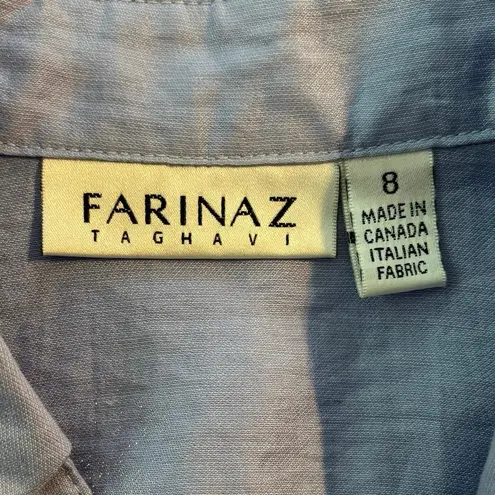 FARINAZ
TAGHAVI
8
MADE IN
CANADA
ITALIAN
FABRIC